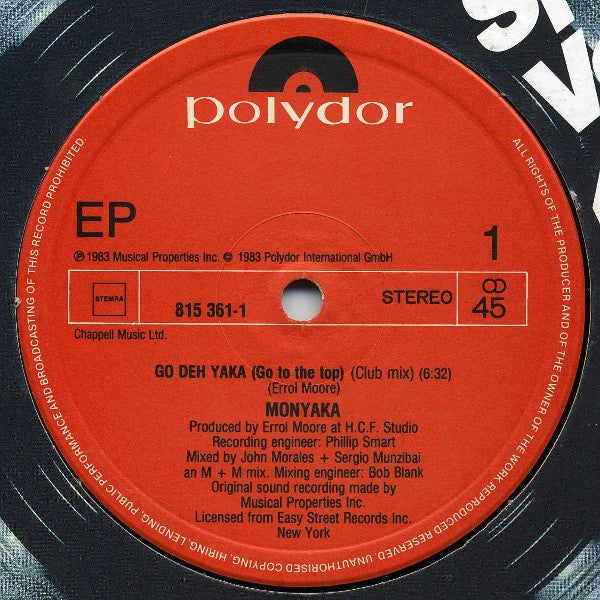 polydor
EP
1
℗ 1983 Musical Properties Inc. © 1983 Polydor International GmbH
STEMRA
815 361-1
STEREO
45
Chappell Music Ltd.
GO DEH YAKA (Go to the top) (Club mix) (6:32)
(Errol Moore)
MONYAKA
Produced by Errol Moore at H.C.F. Studio
Recording engineer: Phillip Smart
Mixed by John Morales + Sergio Munzibai
an M + M mix. Mixing engineer: Bob Blank
Original sound recording made by
Musical Properties Inc.
Licensed from Easy Street Records Inc.
New York
ALL RIGHTS OF THE PRODUCER AND OF THE OWNER OF THE WORK REPRODUCED RESERVED. UNAUTHORISED COPYING, HIRING, LENDING, PUBLIC PERFORMANCE AND BROADCASTING OF THIS RECORD PROHIBITED.